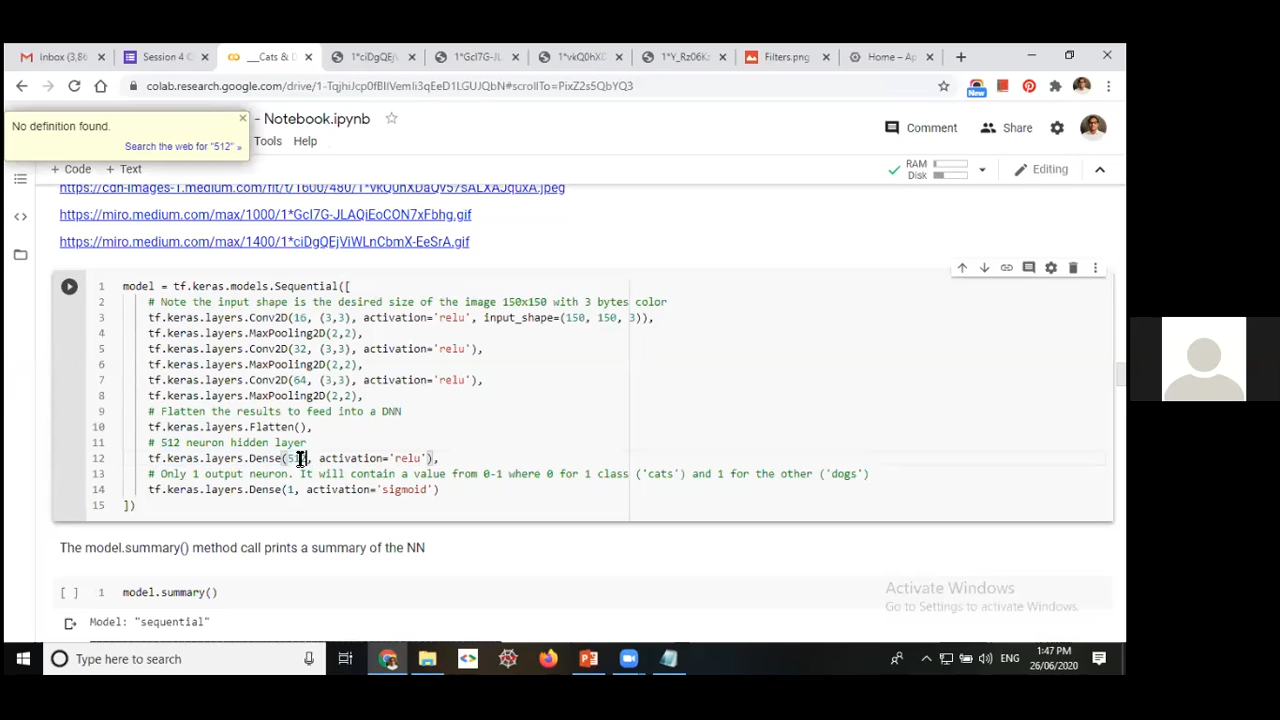 Inbox (3,86
Session 4 C
___Cats & D
1*ciDgQEjV
1*GcI7G-JL
1*vkQ0hXD
1*Y_Rz06K
Filters.png
Home – Ap
colab.research.google.com/drive/
No definition found.
Search the web for "512" »
- Notebook.ipynb
Tools Help
Comment
Share
+ Code + Text
RAM
Disk
Editing
https://miro.medium.com/max/1000/1*GcI7G-JLAQiEoCON7xFbhg.gif
https://miro.medium.com/max/1400/1*ciDgQEjViWLnCbmX-EeSrA.gif
1 model = tf.keras.models.Sequential([
2 # Note the input shape is the desired size of the image 150x150 with 3 bytes color
3 tf.keras.layers.Conv2D(16, (3,3), activation='relu', input_shape=(150, 150, 3)),
4 tf.keras.layers.MaxPooling2D(2,2),
5 tf.keras.layers.Conv2D(32, (3,3), activation='relu'),
6 tf.keras.layers.MaxPooling2D(2,2),
7 tf.keras.layers.Conv2D(64, (3,3), activation='relu'),
8 tf.keras.layers.MaxPooling2D(2,2),
9 # Flatten the results to feed into a DNN
10 tf.keras.layers.Flatten(),
11 # 512 neuron hidden layer
12 tf.keras.layers.Dense(512, activation='relu'),
13 # Only 1 output neuron. It will contain a value from 0-1 where 0 for 1 class ('cats') and 1 for the other ('dogs')
14 tf.keras.layers.Dense(1, activation='sigmoid')
15 ])
The model.summary() method call prints a summary of the NN
[ ] 1 model.summary()
Model: "sequential"
Activate Windows
Go to Settings to activate Windows.
Type here to search
ENG
1:47 PM
26/06/2020
New